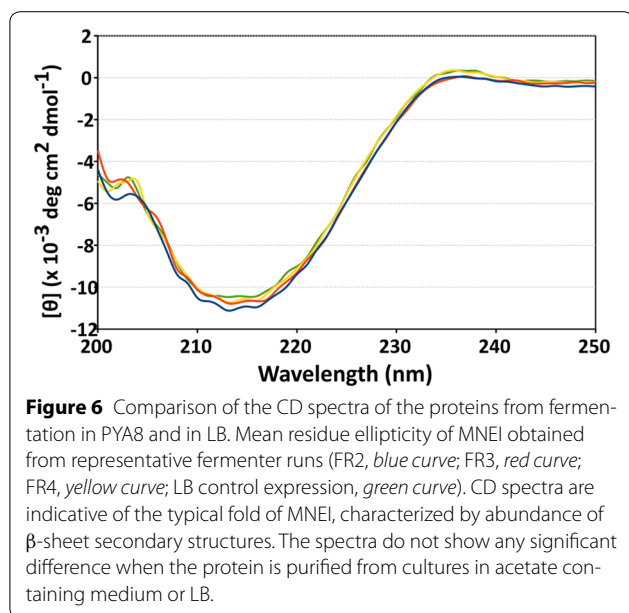 2
0
-2
-4
-6
-8
-10
-12
[θ] (x 10⁻³ deg cm² dmol⁻¹)
200 210 220 230 240 250
Wavelength (nm)
Figure 6 Comparison of the CD spectra of the proteins from fermen-
tation in PYA8 and in LB. Mean residue ellipticity of MNEI obtained
from representative fermenter runs (FR2, blue curve; FR3, red curve;
FR4, yellow curve; LB control expression, green curve). CD spectra are
indicative of the typical fold of MNEI, characterized by abundance of
β-sheet secondary structures. The spectra do not show any significant
difference when the protein is purified from cultures in acetate con-
taining medium or LB.